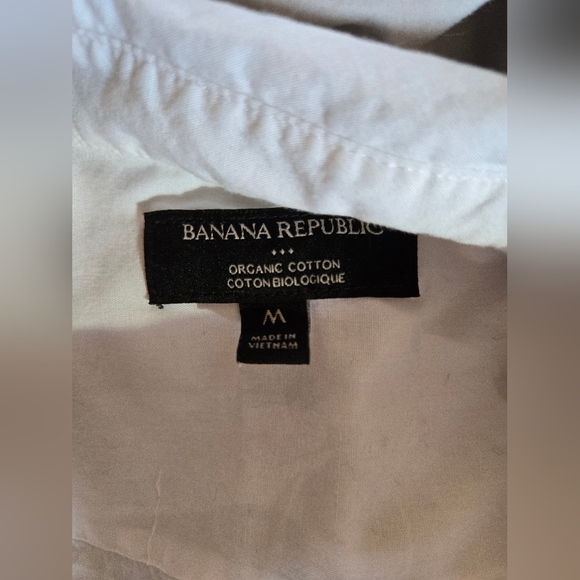 BANANA REPUBLIC
ORGANIC COTTON
COTON BIOLOGIQUE
M
MADE IN
VIETNAM